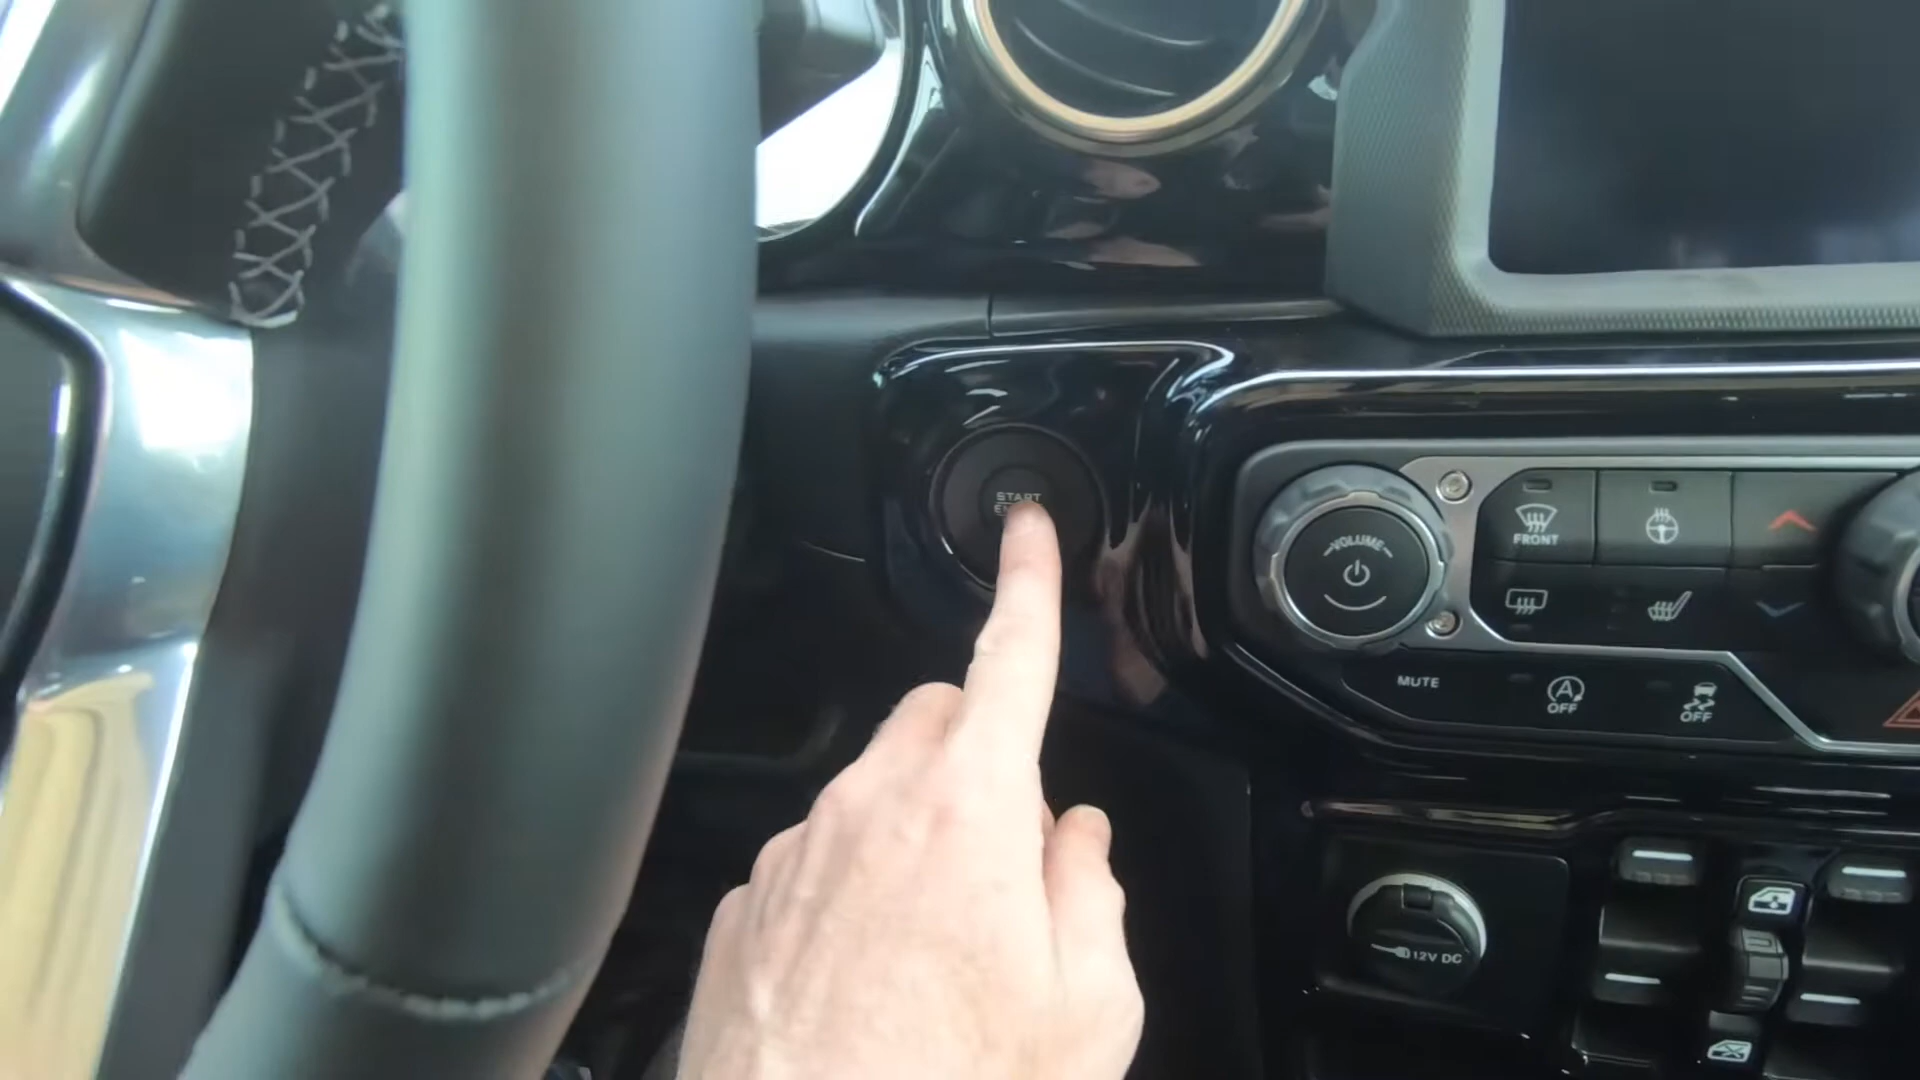 START
VOLUME
FRONT
MUTE
A
OFF
OFF
12V DC